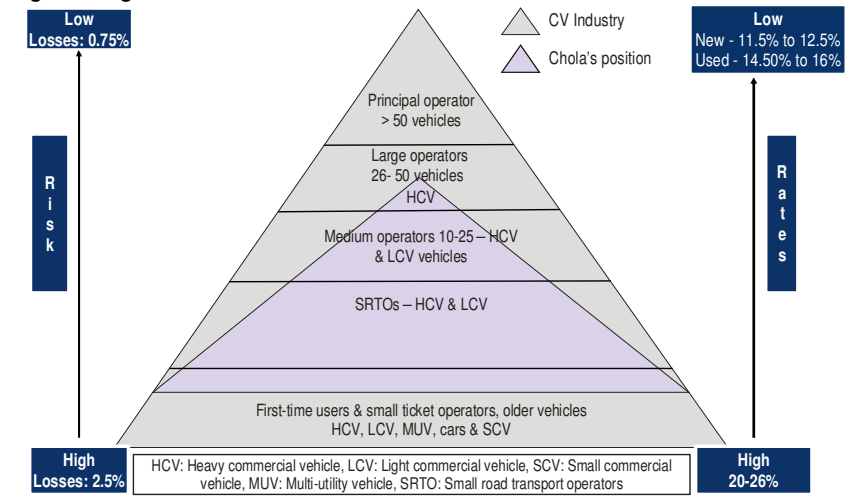 Low
Losses: 0.75%
CV Industry
Chola's position
Low
New - 11.5% to 12.5%
Used - 14.50% to 16%
Principal operator
> 50 vehicles
Large operators
26- 50 vehicles
HCV
Medium operators 10-25 – HCV
& LCV vehicles
SRTOs – HCV & LCV
Risk
Rates
First-time users & small ticket operators, older vehicles
HCV, LCV, MUV, cars & SCV
High
Losses: 2.5%
HCV: Heavy commercial vehicle, LCV: Light commercial vehicle, SCV: Small commercial
vehicle, MUV: Multi-utility vehicle, SRTO: Small road transport operators
High
20-26%